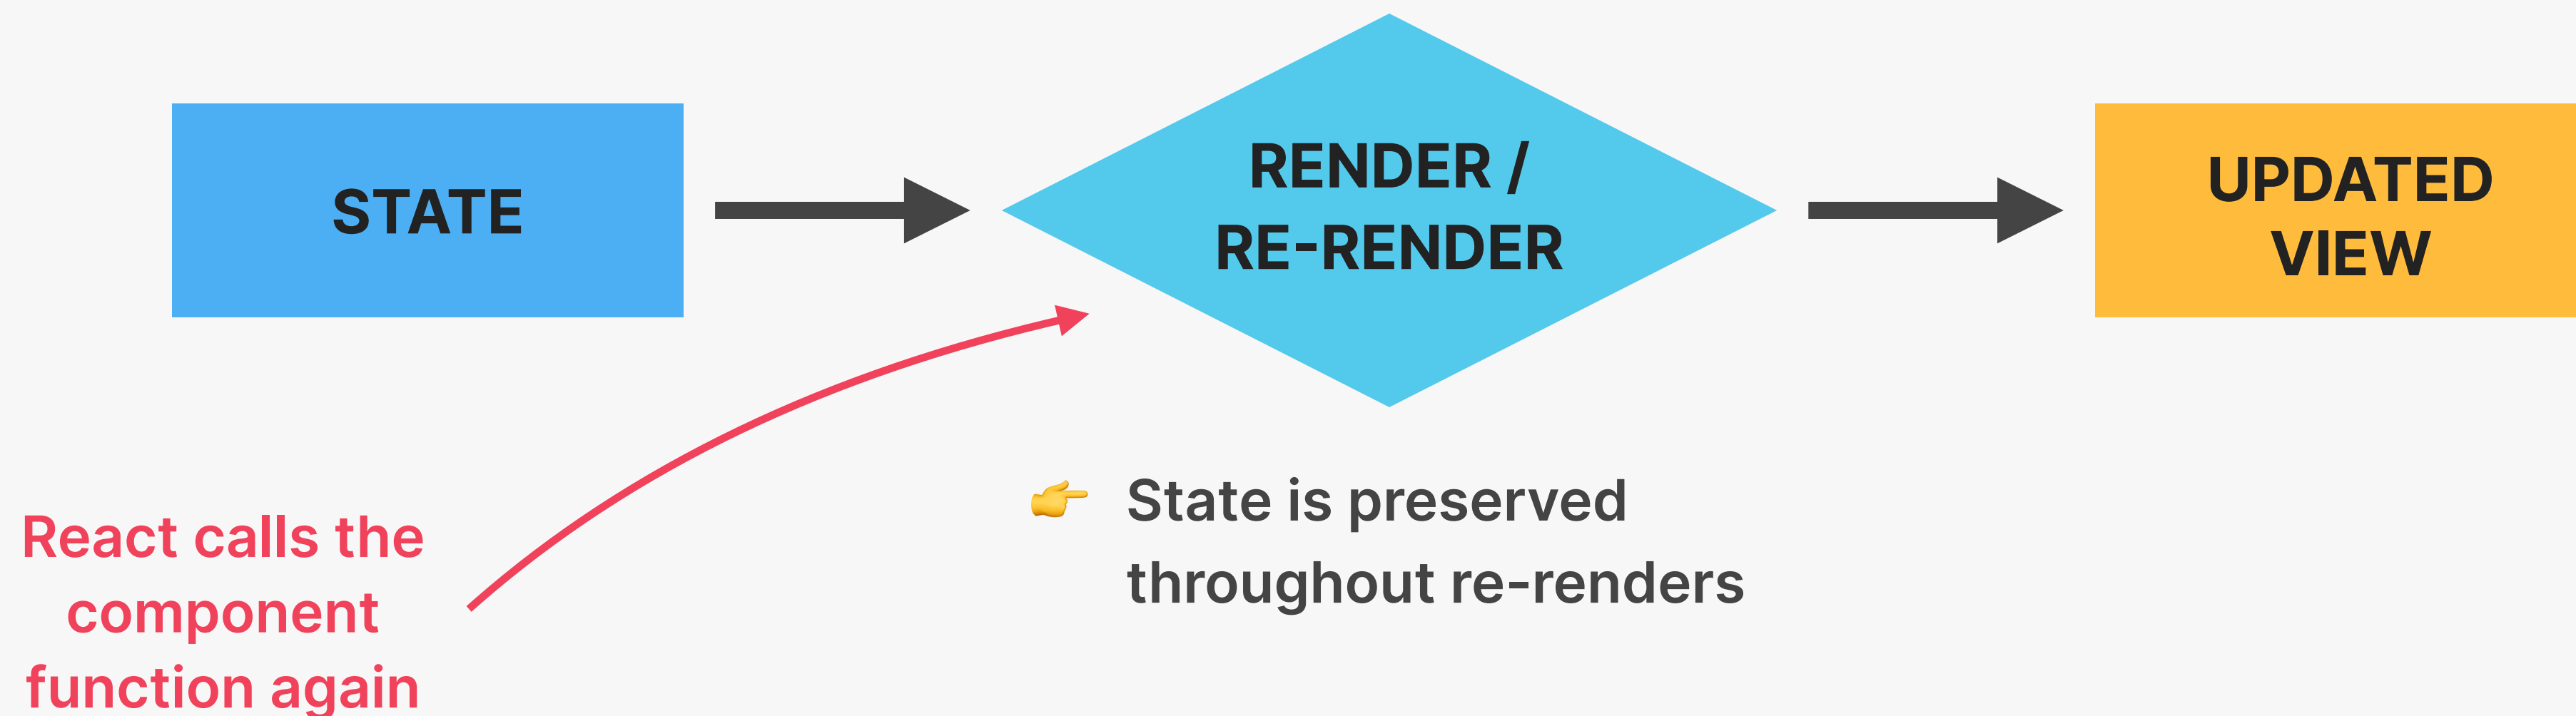 STATE
RENDER /
RE-RENDER
UPDATED
VIEW
React calls the
component
function again
State is preserved
throughout re-renders